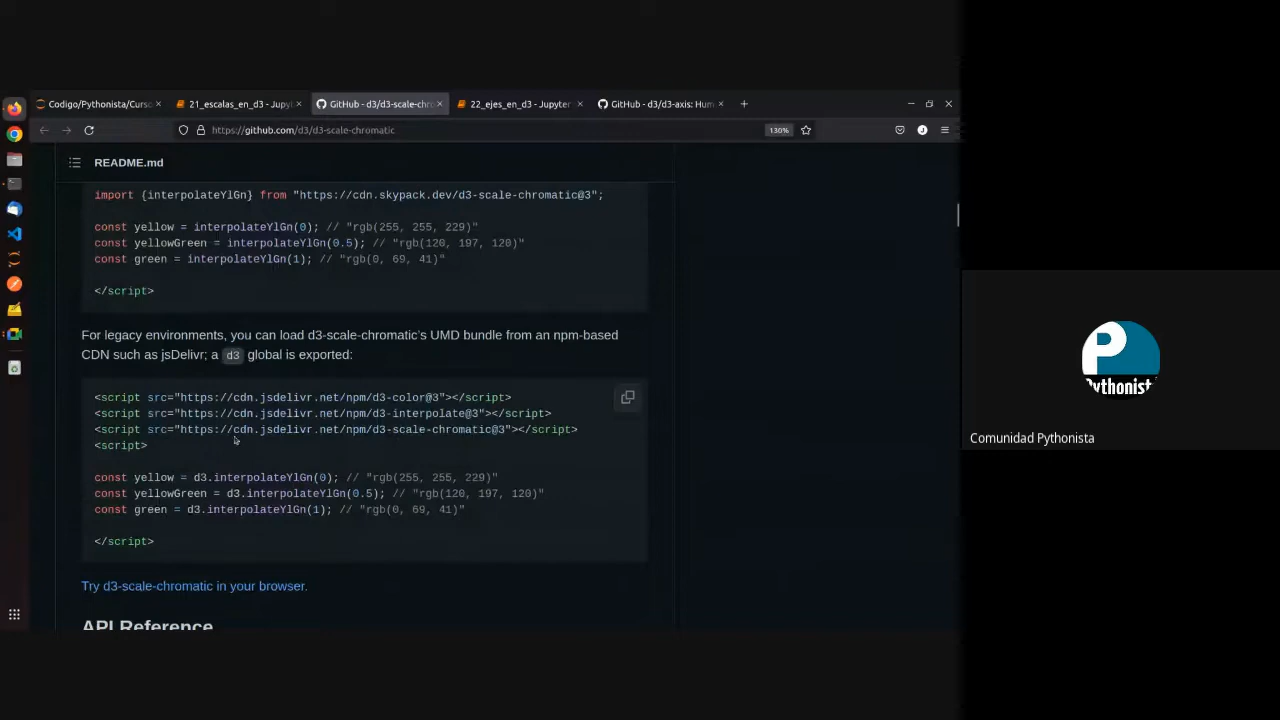 Codigo/Pythonista/Curso
21_escalas_en_d3 - Jupyt
GitHub - d3/d3-scale-chro
22_ejes_en_d3 - Jupyter
GitHub - d3/d3-axis: Hum
https://github.com/d3/d3-scale-chromatic
130%
README.md
import {interpolateYlGn} from "https://cdn.skypack.dev/d3-scale-chromatic@3";
const yellow = interpolateYlGn(0); // "rgb(255, 255, 229)"
const yellowGreen = interpolateYlGn(0.5); // "rgb(120, 197, 120)"
const green = interpolateYlGn(1); // "rgb(0, 69, 41)"
</script>
For legacy environments, you can load d3-scale-chromatic's UMD bundle from an npm-based
CDN such as jsDelivr; a d3 global is exported:
<script src="https://cdn.jsdelivr.net/npm/d3-color@3"></script>
<script src="https://cdn.jsdelivr.net/npm/d3-interpolate@3"></script>
<script src="https://cdn.jsdelivr.net/npm/d3-scale-chromatic@3"></script>
<script>
const yellow = d3.interpolateYlGn(0); // "rgb(255, 255, 229)"
const yellowGreen = d3.interpolateYlGn(0.5); // "rgb(120, 197, 120)"
const green = d3.interpolateYlGn(1); // "rgb(0, 69, 41)"
</script>
Try d3-scale-chromatic in your browser.
API Reference
P
ythonist
Comunidad Pythonista